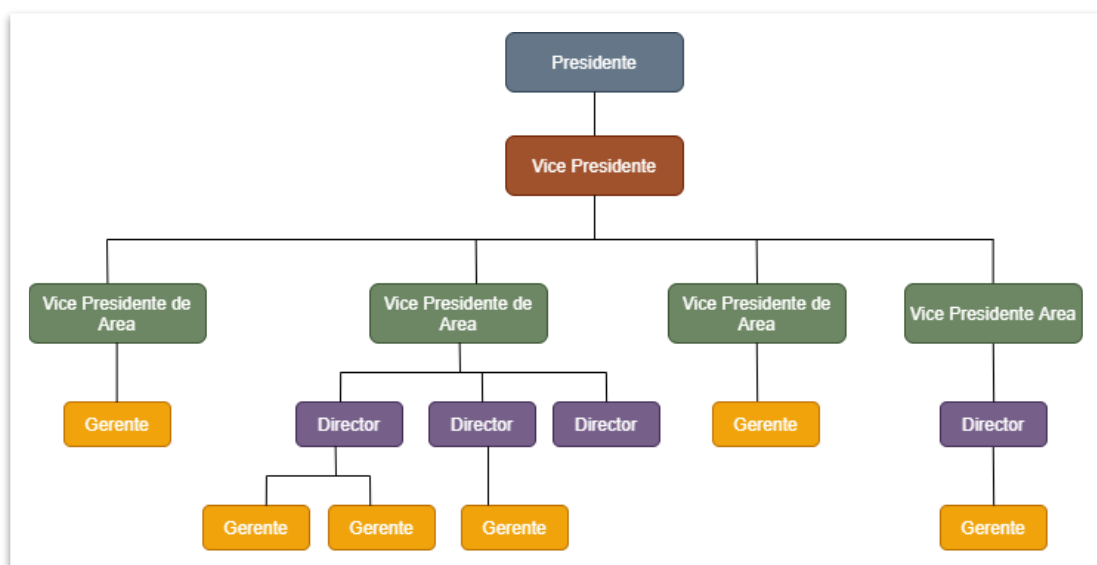 Presidente
Vice Presidente
Vice Presidente de
Area
Vice Presidente de
Area
Vice Presidente de
Area
Vice Presidente Area
Gerente
Director
Director
Director
Gerente
Director
Gerente
Gerente
Gerente
Gerente